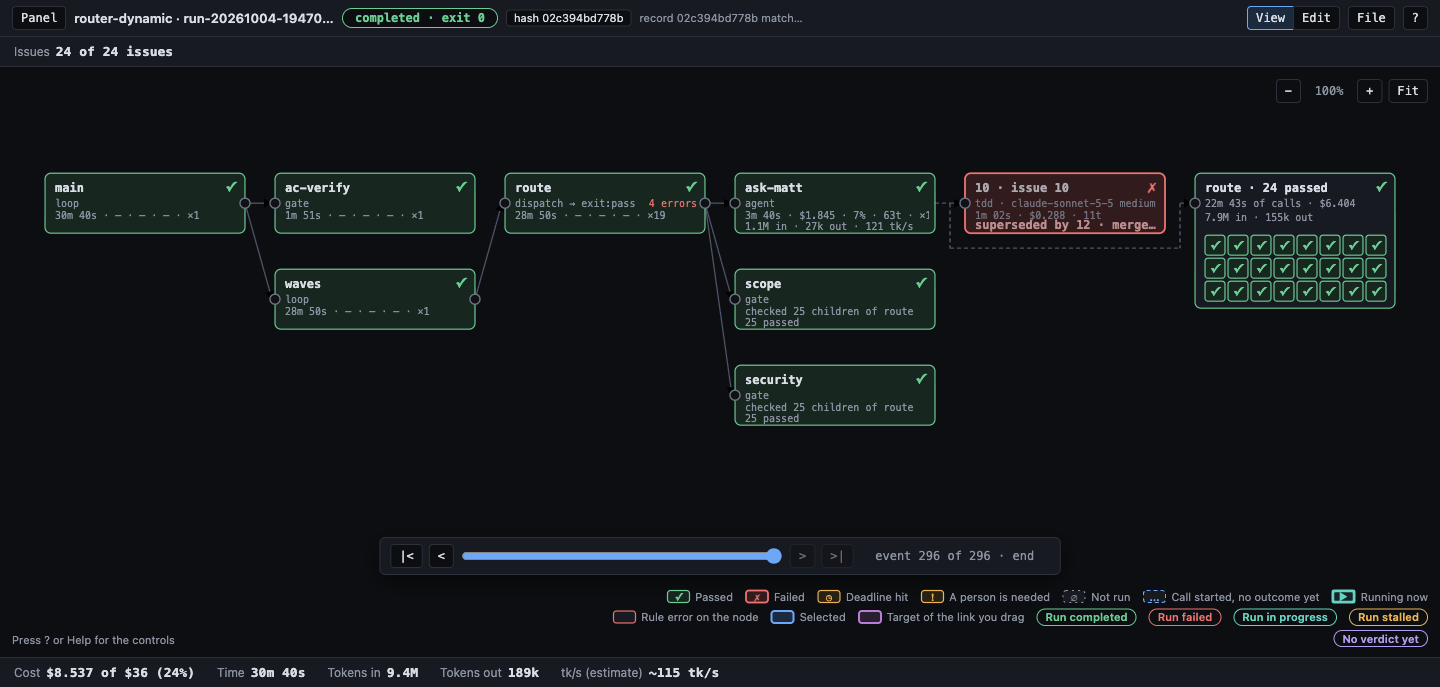 Panel router-dynamic · run-20261004-19470... completed · exit 0 hash 02c394bd778b record 02c394bd778b match... View Edit File ?
Issues 24 of 24 issues
− 100% + Fit
main ✓
loop
30m 40s · — · — · — · ×1
ac-verify ✓
gate
1m 51s · — · — · — · ×1
route ✓
dispatch → exit:pass 4 errors
28m 50s · — · — · — · ×19
ask-matt ✓
agent
3m 40s · $1.845 · 7% · 63t · ×1
1.1M in · 27k out · 121 tk/s
10 · issue 10 ✗
tdd · claude-sonnet-5-5 medium
1m 02s · $0.288 · 11t
superseded by 12 · merge…
route · 24 passed ✓
22m 43s of calls · $6.404
7.9M in · 155k out
✓ ✓ ✓ ✓ ✓ ✓ ✓ ✓
✓ ✓ ✓ ✓ ✓ ✓ ✓ ✓
✓ ✓ ✓ ✓ ✓ ✓ ✓ ✓
waves ✓
loop
28m 50s · — · — · — · ×1
scope ✓
gate
checked 25 children of route
25 passed
security ✓
gate
checked 25 children of route
25 passed
|< < > >| event 296 of 296 · end
✓ Passed ✗ Failed Deadline hit ! A person is needed ∅ Not run … Call started, no outcome yet ▶ Running now
Rule error on the node Selected Target of the link you drag Run completed Run failed Run in progress Run stalled
Press ? or Help for the controls No verdict yet
Cost $8.537 of $36 (24%) Time 30m 40s Tokens in 9.4M Tokens out 189k tk/s (estimate) ~115 tk/s